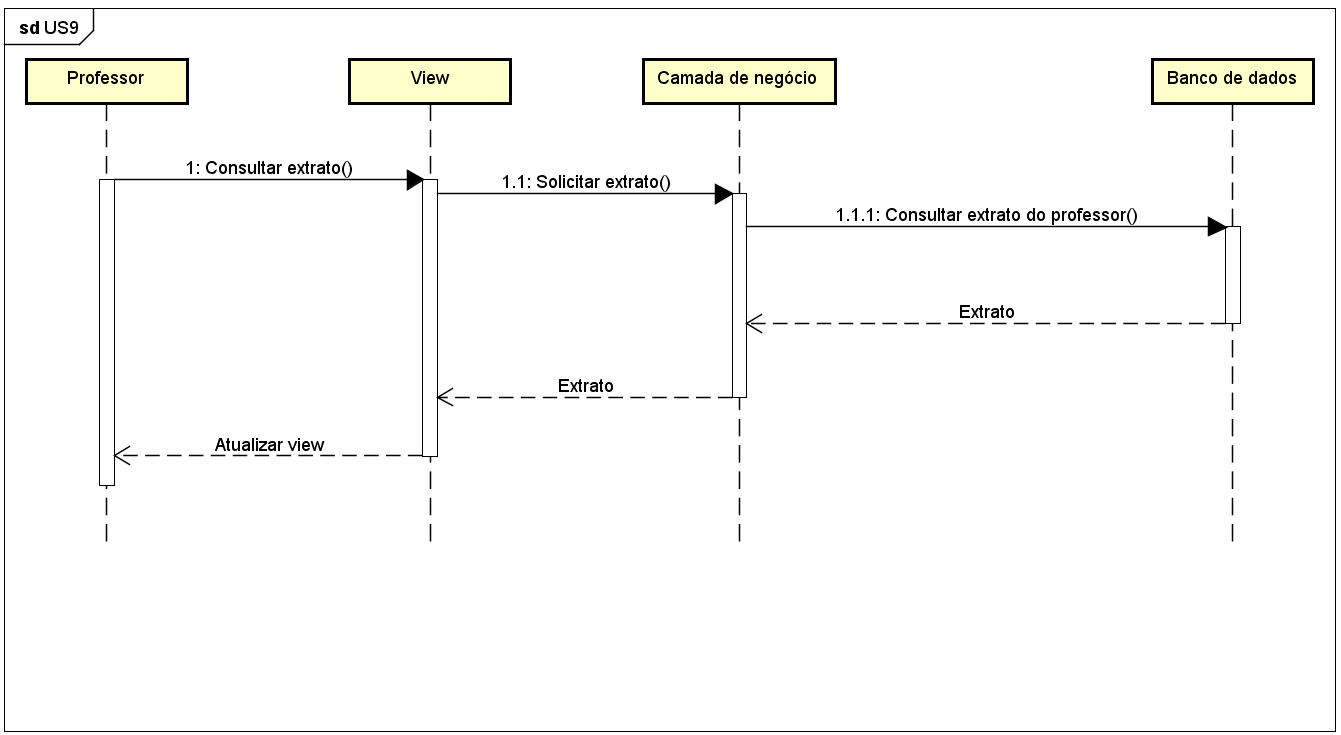 sd US9
Professor
View
Camada de negócio
Banco de dados
1: Consultar extrato()
1.1: Solicitar extrato()
1.1.1: Consultar extrato do professor()
Extrato
Extrato
Atualizar view